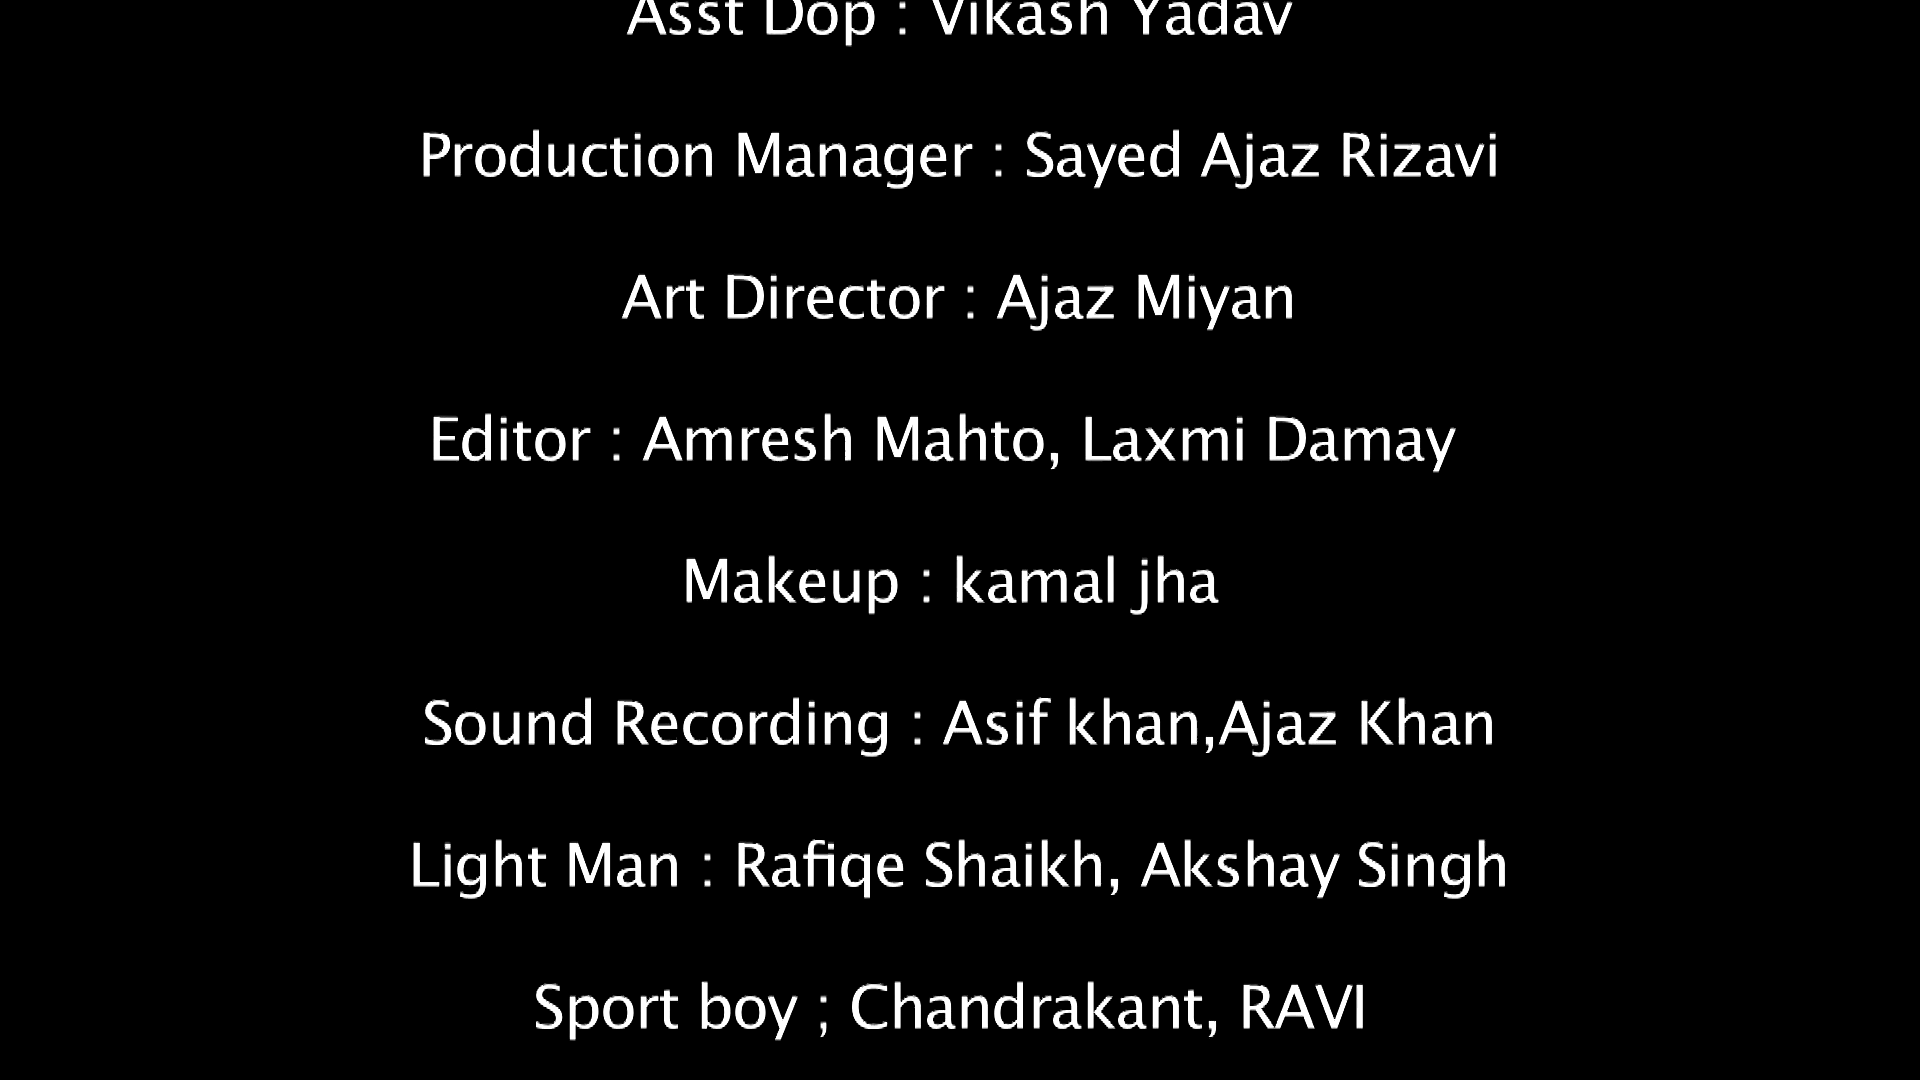 Asst Dop : Vikash Yadav
Production Manager : Sayed Ajaz Rizavi
Art Director : Ajaz Miyan
Editor : Amresh Mahto, Laxmi Damay
Makeup : kamal jha
Sound Recording : Asif khan,Ajaz Khan
Light Man : Rafiqe Shaikh, Akshay Singh
Sport boy ; Chandrakant, RAVI